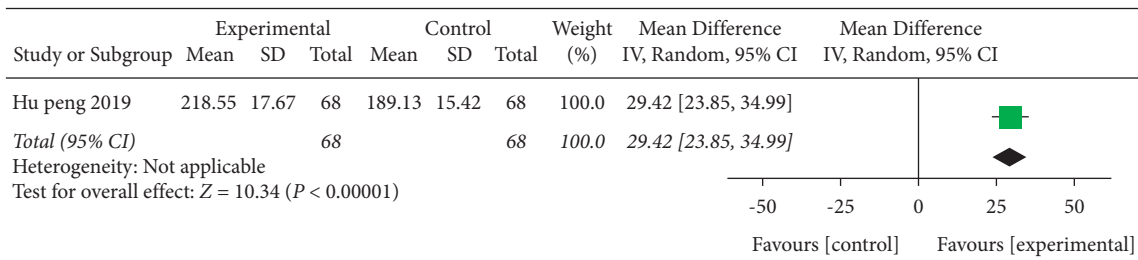 Experimental Control Weight Mean Difference Mean Difference
Study or Subgroup Mean SD Total Mean SD Total (%) IV, Random, 95% CI IV, Random, 95% CI
Hu peng 2019 218.55 17.67 68 189.13 15.42 68 100.0 29.42 [23.85, 34.99]
Total (95% CI) 68 68 100.0 29.42 [23.85, 34.99]
Heterogeneity: Not applicable
Test for overall effect: Z = 10.34 (P < 0.00001)
-50 -25 0 25 50
Favours [control] Favours [experimental]